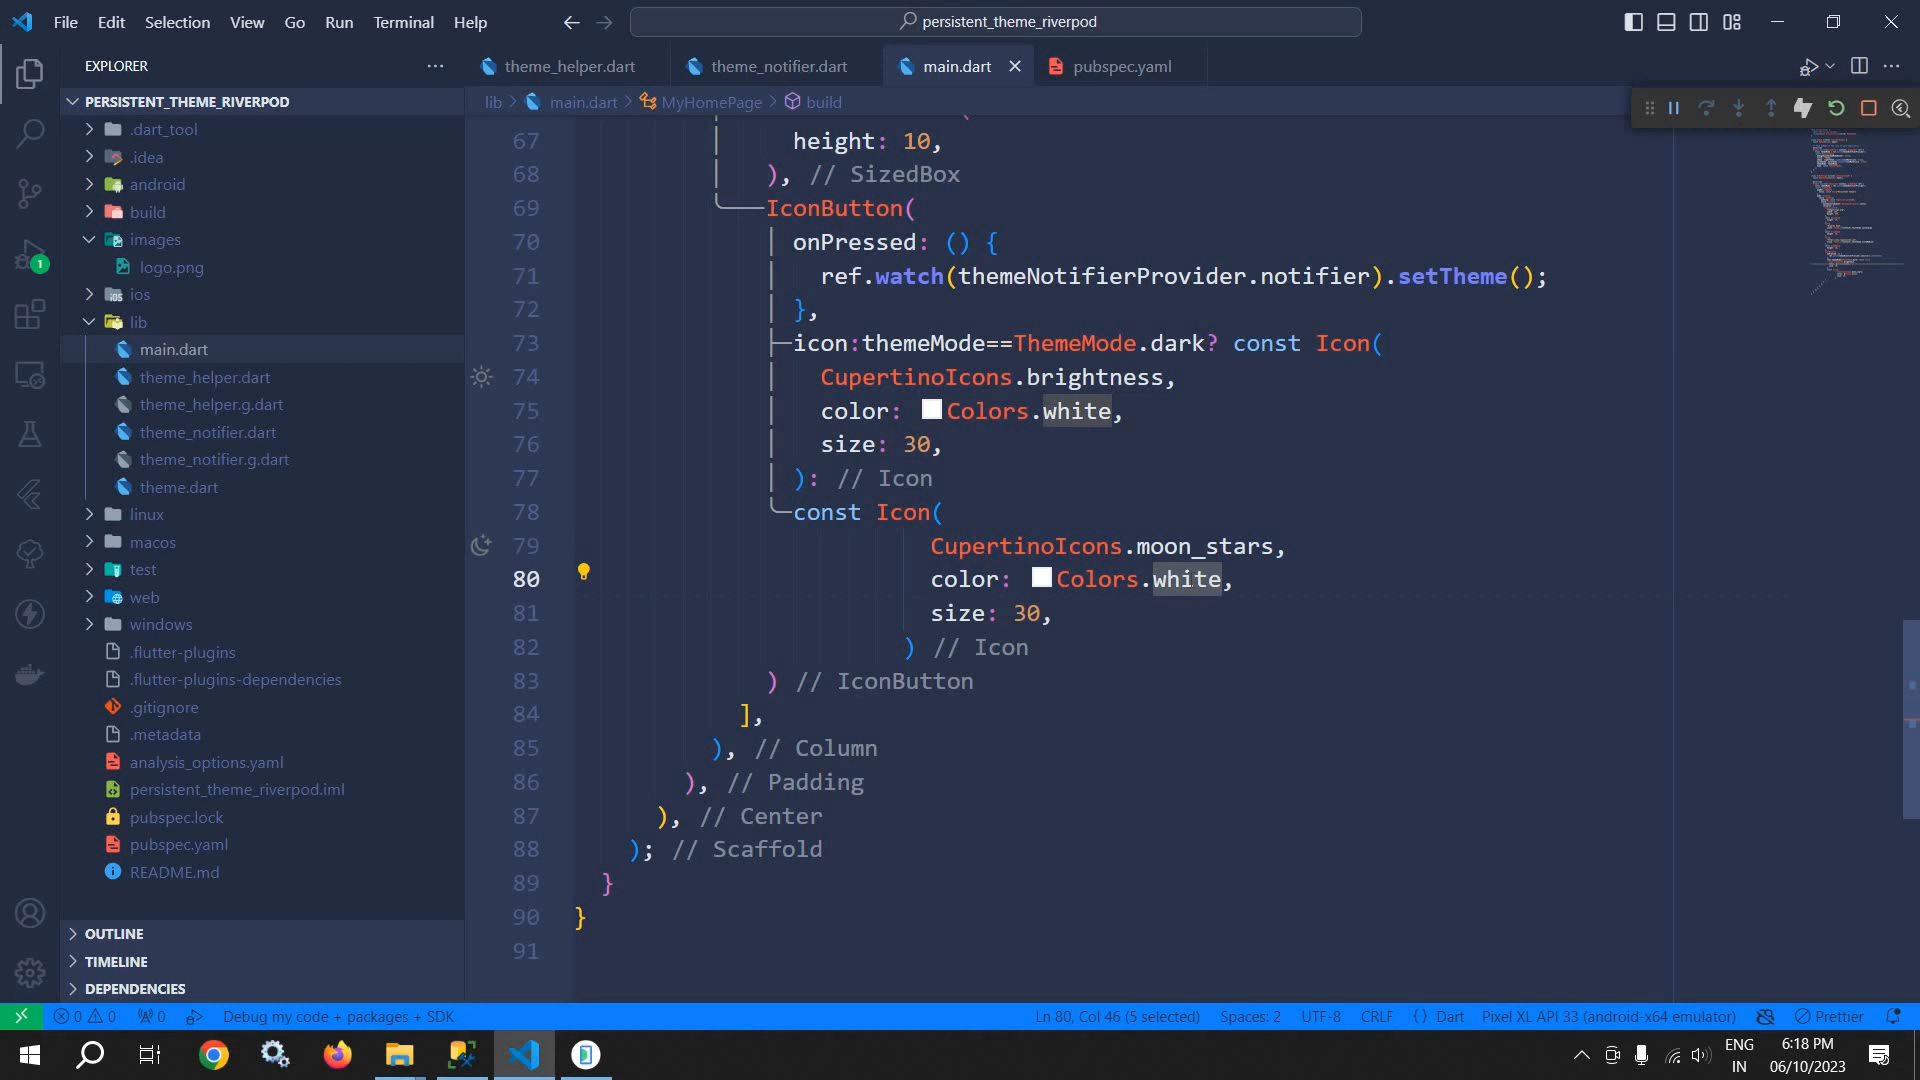 File Edit Selection View Go Run Terminal Help
persistent_theme_riverpod
EXPLORER
theme_helper.dart
theme_notifier.dart
main.dart
pubspec.yaml
PERSISTENT_THEME_RIVERPOD
lib > main.dart > MyHomePage > build
.dart_tool
.idea
android
build
images
logo.png
ios
lib
main.dart
theme_helper.dart
theme_helper.g.dart
theme_notifier.dart
theme_notifier.g.dart
theme.dart
linux
macos
test
web
windows
.flutter-plugins
.flutter-plugins-dependencies
.gitignore
.metadata
analysis_options.yaml
persistent_theme_riverpod.iml
pubspec.lock
pubspec.yaml
README.md
OUTLINE
TIMELINE
DEPENDENCIES
1
67 height: 10,
68 ), // SizedBox
69 IconButton(
70 onPressed: () {
71 ref.watch(themeNotifierProvider.notifier).setTheme();
72 },
73 icon:themeMode==ThemeMode.dark? const Icon(
74 CupertinoIcons.brightness,
75 color: Colors.white,
76 size: 30,
77 ): // Icon
78 const Icon(
79 CupertinoIcons.moon_stars,
80 color: Colors.white,
81 size: 30,
82 ) // Icon
83 ) // IconButton
84 ],
85 ), // Column
86 ), // Padding
87 ), // Center
88 ); // Scaffold
89 }
90 }
91
0 0 0 Debug my code + packages + SDK
Ln 80, Col 46 (5 selected) Spaces: 2 UTF-8 CRLF { } Dart Pixel XL API 33 (android-x64 emulator) Prettier
ENG
IN
6:18 PM
06/10/2023